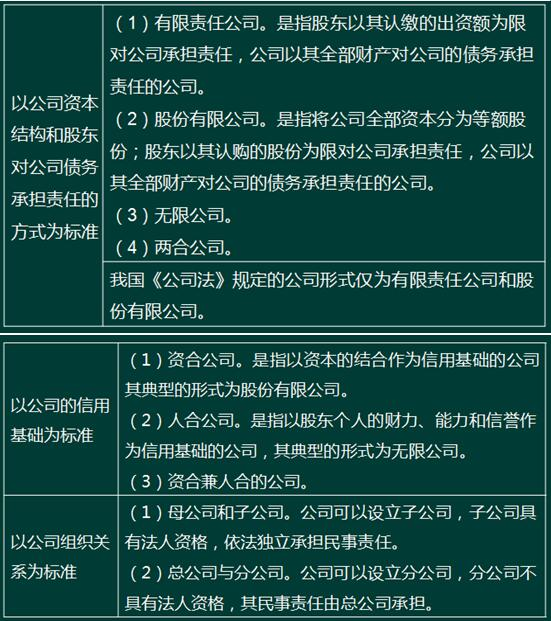 以公司资本
结构和股东
对公司债务
承担责任的
方式为标准
（1）有限责任公司。是指股东以其认缴的出资额为限
对公司承担责任，公司以其全部财产对公司的债务承担
责任的公司。
（2）股份有限公司。是指将公司全部资本分为等额股
份；股东以其认购的股份为限对公司承担责任，公司以
其全部财产对公司的债务承担责任的公司。
（3）无限公司。
（4）两合公司。
我国《公司法》规定的公司形式仅为有限责任公司和股
份有限公司。
以公司的信用
基础为标准
（1）资合公司。是指以资本的结合作为信用基础的公司
其典型的形式为股份有限公司。
（2）人合公司。是指以股东个人的财力、能力和信誉作
为信用基础的公司，其典型的形式为无限公司。
（3）资合兼人合的公司。
以公司组织关
系为标准
（1）母公司和子公司。公司可以设立子公司，子公司具
有法人资格，依法独立承担民事责任。
（2）总公司与分公司。公司可以设立分公司，分公司不
具有法人资格，其民事责任由总公司承担。